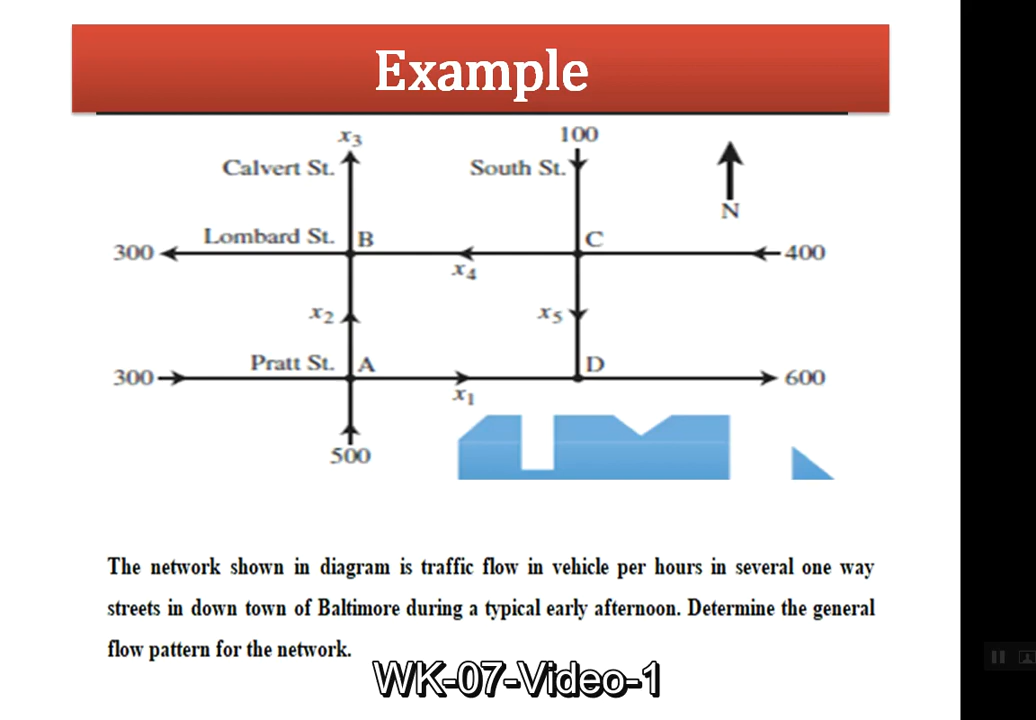 Example
x3
100
Calvert St.
South St.
N
Lombard St.
B
C
300
400
x4
x2
x5
Pratt St.
A
D
300
600
x1
500
The network shown in diagram is traffic flow in vehicle per hours in several one way
streets in down town of Baltimore during a typical early afternoon. Determine the general
flow pattern for the network.
WK-07-Video-1